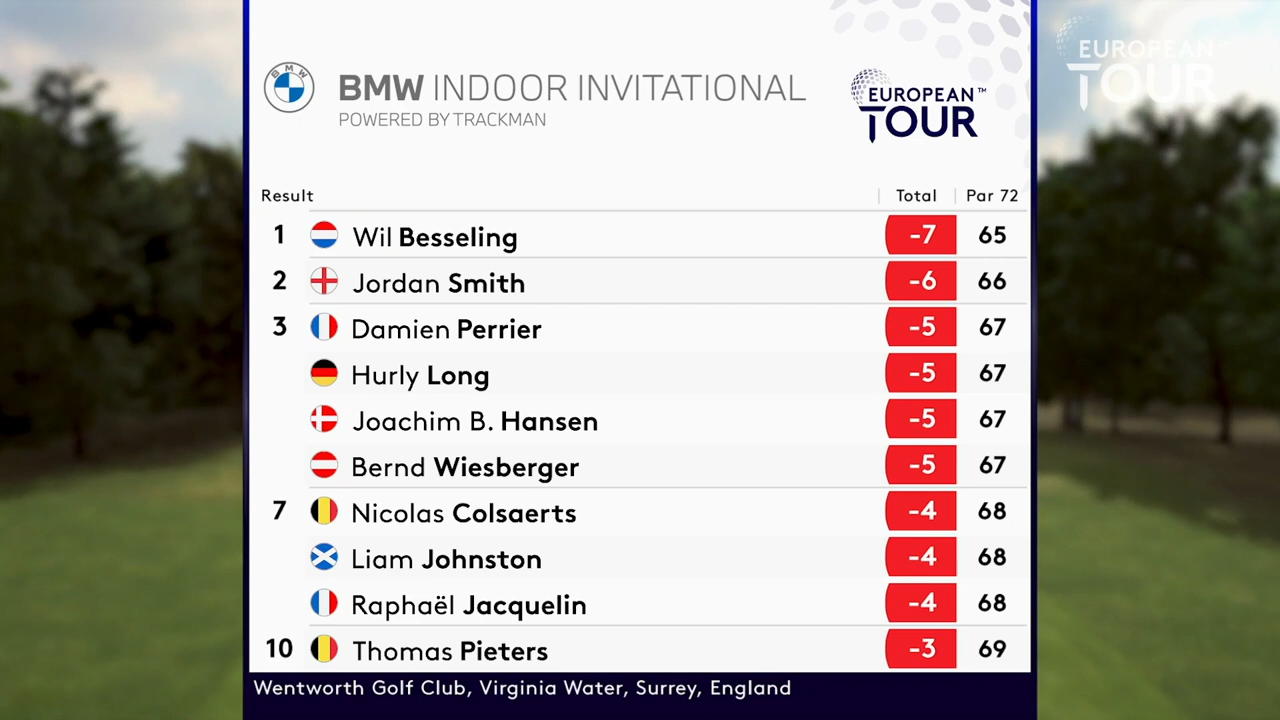 BMW
BMW INDOOR INVITATIONAL
POWERED BY TRACKMAN
EUROPEAN™
TOUR
EUROPEAN
TOUR
Result Total Par 72
1 Wil Besseling -7 65
2 Jordan Smith -6 66
3 Damien Perrier -5 67
Hurly Long -5 67
Joachim B. Hansen -5 67
Bernd Wiesberger -5 67
7 Nicolas Colsaerts -4 68
Liam Johnston -4 68
Raphaël Jacquelin -4 68
10 Thomas Pieters -3 69
Wentworth Golf Club, Virginia Water, Surrey, England